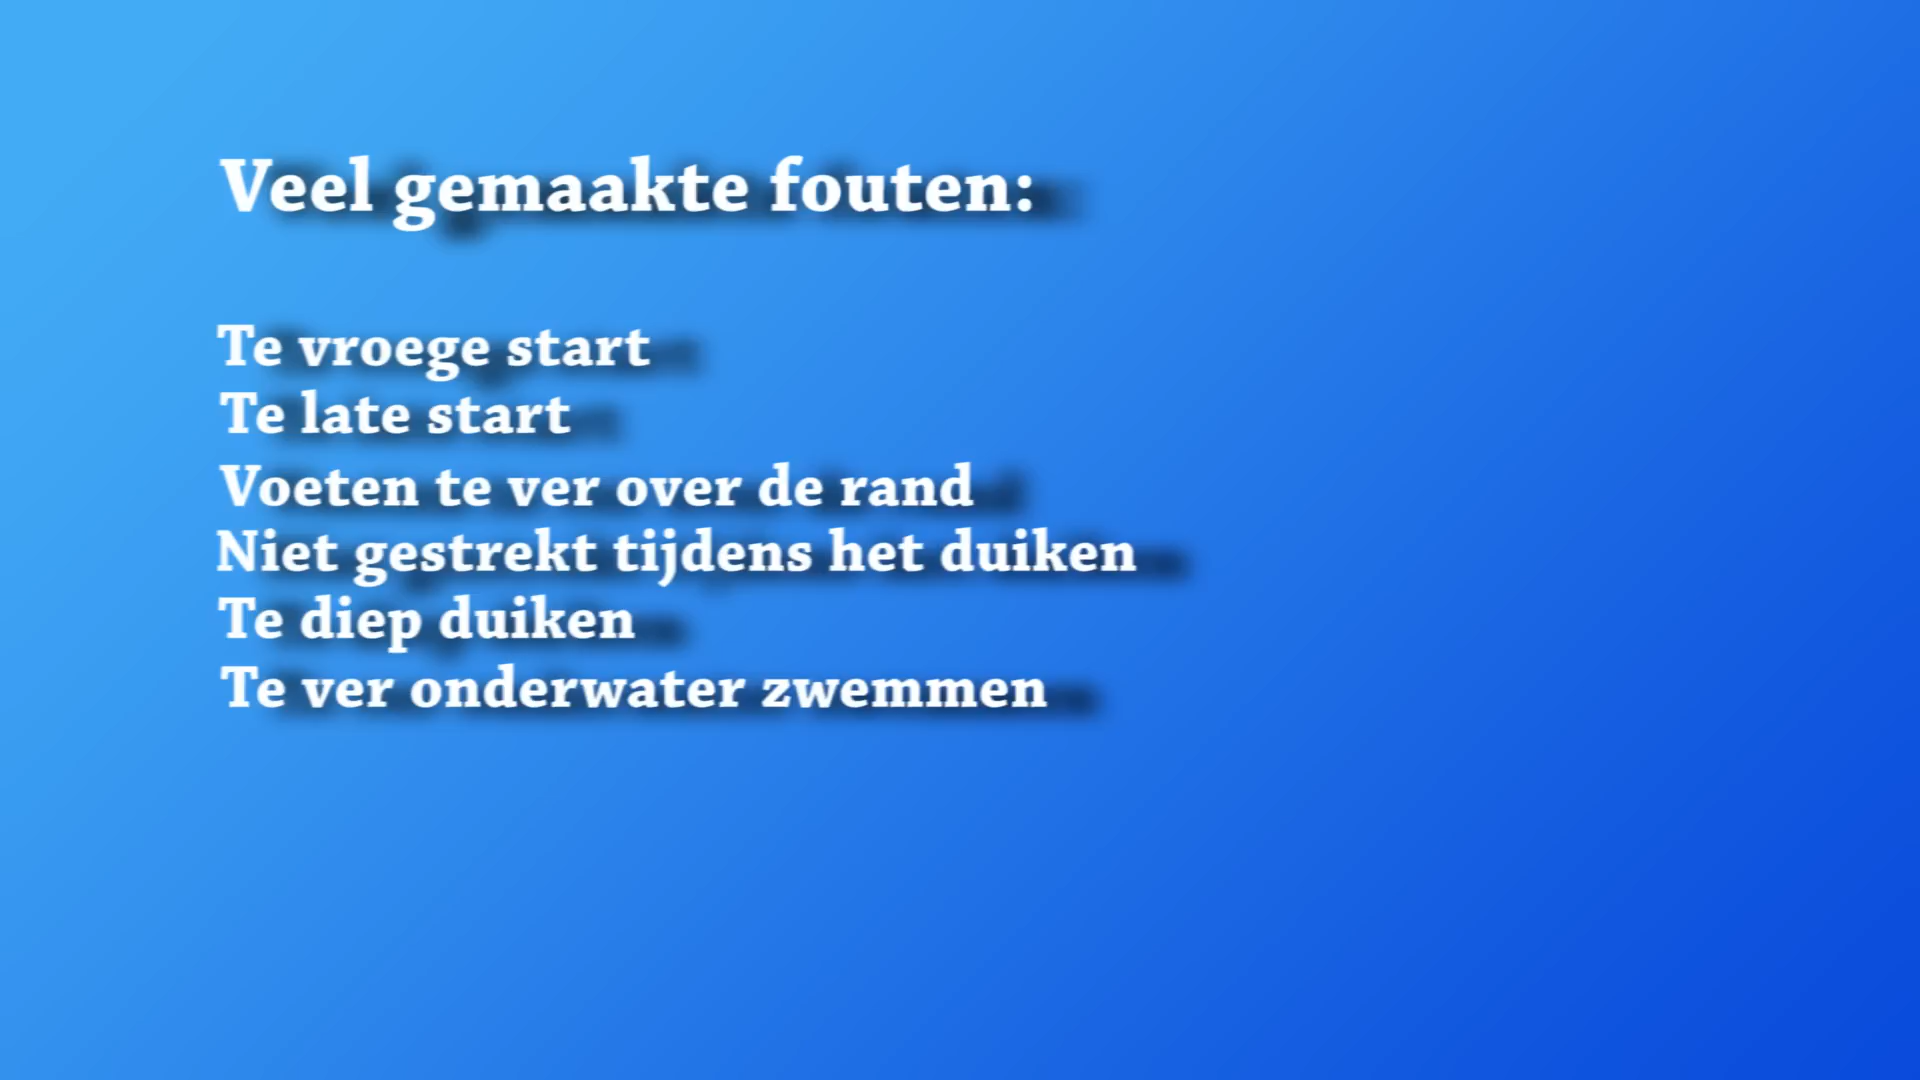 Veel gemaakte fouten:
Te vroege start
Te late start
Voeten te ver over de rand
Niet gestrekt tijdens het duiken
Te diep duiken
Te ver onderwater zwemmen